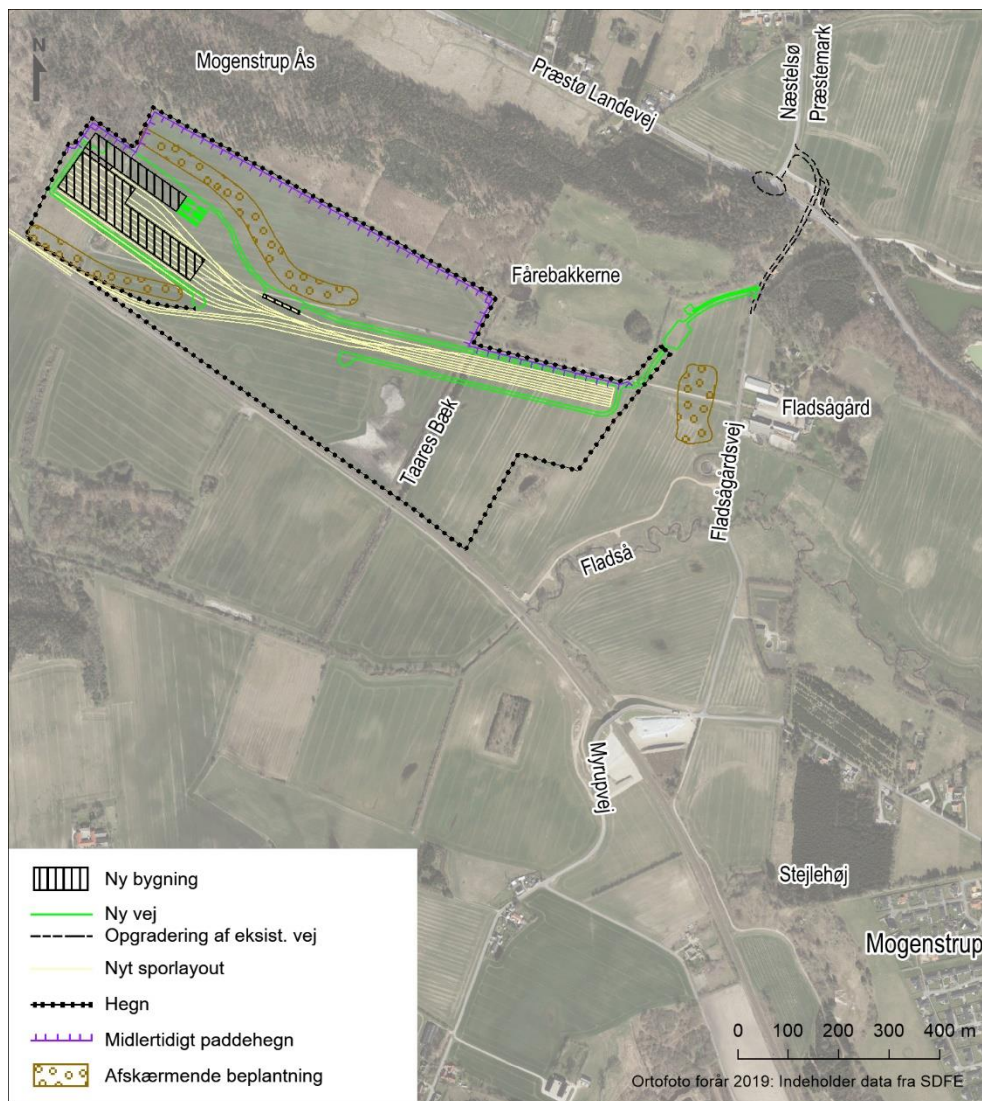 N
Mogenstrup Ås
Præstø Landevej
Næstelsø
Præstemark
Fårebakkerne
Taares Bæk
Fladsågård
Fladsågårdsvej
Fladså
Myrupvej
Stejlehøj
Mogenstrup
Ny bygning
Ny vej
Opgradering af eksist. vej
Nyt sporlayout
Hegn
Midlertidigt paddehegn
Afskærmende beplantning
0 100 200 300 400 m
Ortofoto forår 2019: Indeholder data fra SDFE